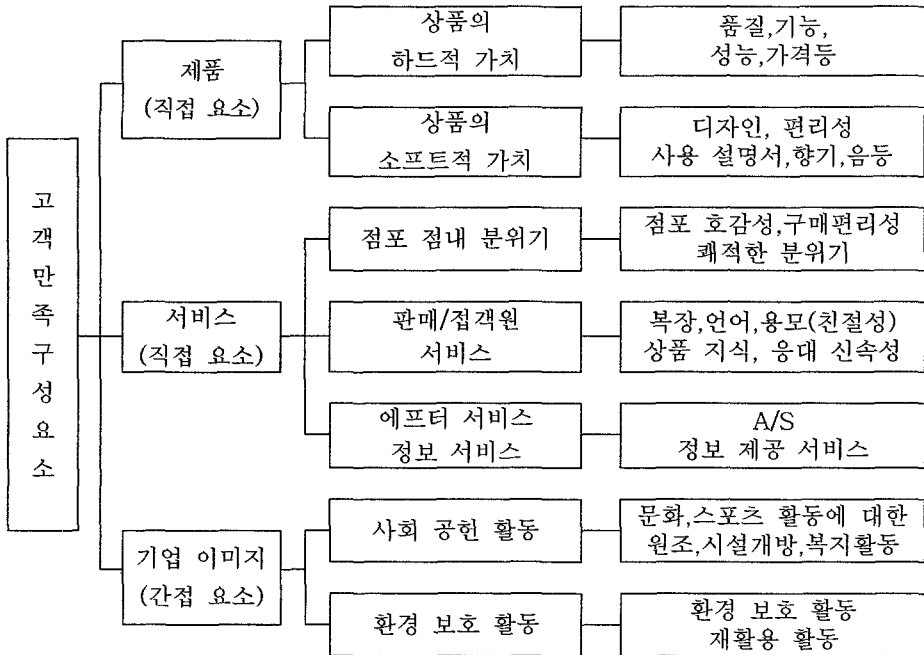 고객만족구성요소
제품
(직접 요소)
상품의
하드적 가치
품질,기능,
성능,가격등
상품의
소프트적 가치
디자인, 편리성
사용 설명서,향기,음등
서비스
(직접 요소)
점포 점내 분위기
점포 호감성,구매편리성
쾌적한 분위기
판매/접객원
서비스
복장,언어,용모(친절성)
상품 지식, 응대 신속성
에프터 서비스
정보 서비스
A/S
정보 제공 서비스
기업 이미지
(간접 요소)
사회 공헌 활동
문화,스포츠 활동에 대한
원조,시설개방,복지활동
환경 보호 활동
환경 보호 활동
재활용 활동